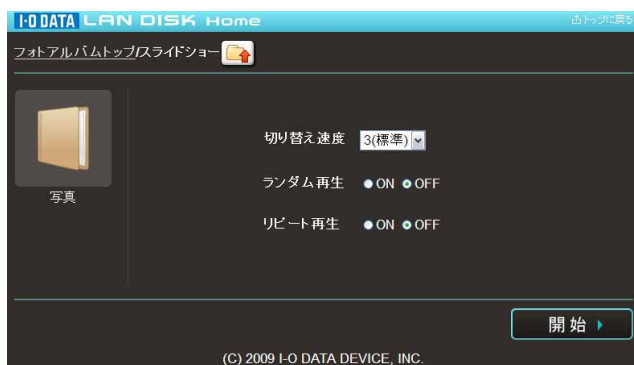 I-O DATA LAN DISK Home
凸トップに戻る
フォトアルバムトップ/スライドショー
切り替え速度 3(標準)
ランダム再生 ON OFF
写真
リピート再生 ON OFF
開始
(C) 2009 I-O DATA DEVICE, INC.